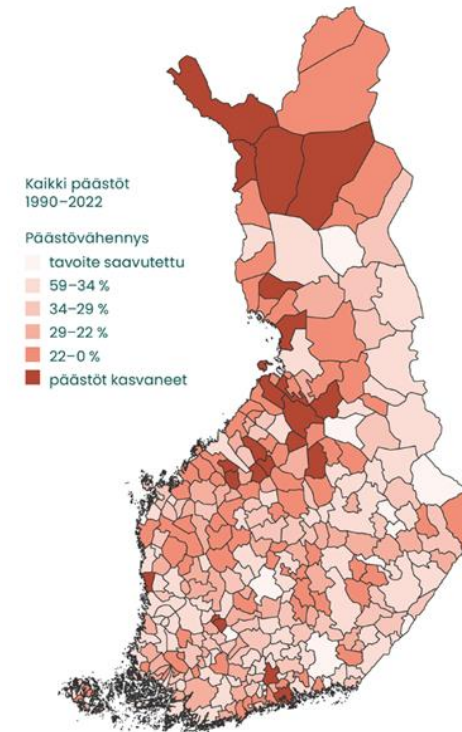 Kaikki päästöt
1990–2022
Päästövähennys
tavoite saavutettu
59–34 %
34–29 %
29–22 %
22–0 %
päästöt kasvaneet